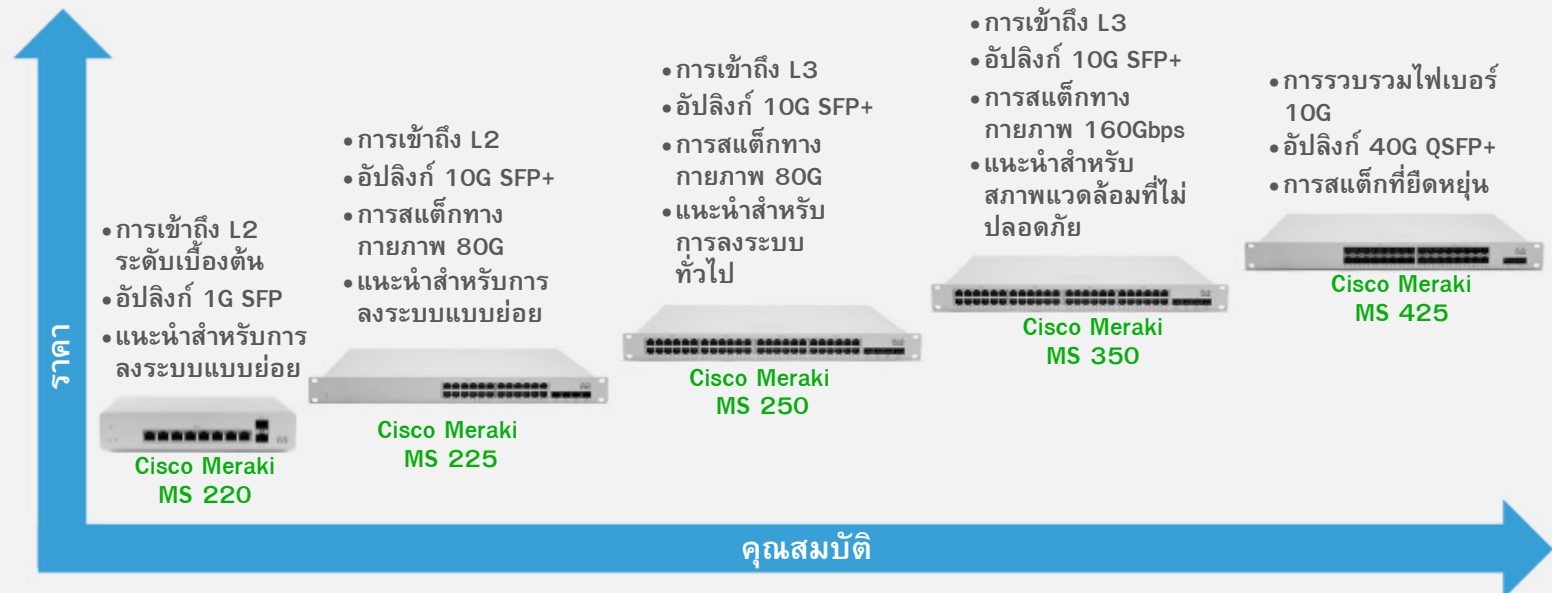 ราคา
• การเข้าถึง L2
ระดับเบื้องต้น
• อัปลิงก์ 1G SFP
• แนะนำสำหรับการ
ลงระบบแบบย่อย
Cisco Meraki
MS 220
• การเข้าถึง L2
• อัปลิงก์ 10G SFP+
• การสแต็กทาง
กายภาพ 80G
• แนะนำสำหรับการ
ลงระบบแบบย่อย
Cisco Meraki
MS 225
• การเข้าถึง L3
• อัปลิงก์ 10G SFP+
• การสแต็กทาง
กายภาพ 80G
• แนะนำสำหรับ
การลงระบบ
ทั่วไป
Cisco Meraki
MS 250
• การเข้าถึง L3
• อัปลิงก์ 10G SFP+
• การสแต็กทาง
กายภาพ 160Gbps
• แนะนำสำหรับ
สภาพแวดล้อมที่ไม่
ปลอดภัย
Cisco Meraki
MS 350
• การรวบรวมไฟเบอร์
10G
• อัปลิงก์ 40G QSFP+
• การสแต็กที่ยืดหยุ่น
Cisco Meraki
MS 425
คุณสมบัติ